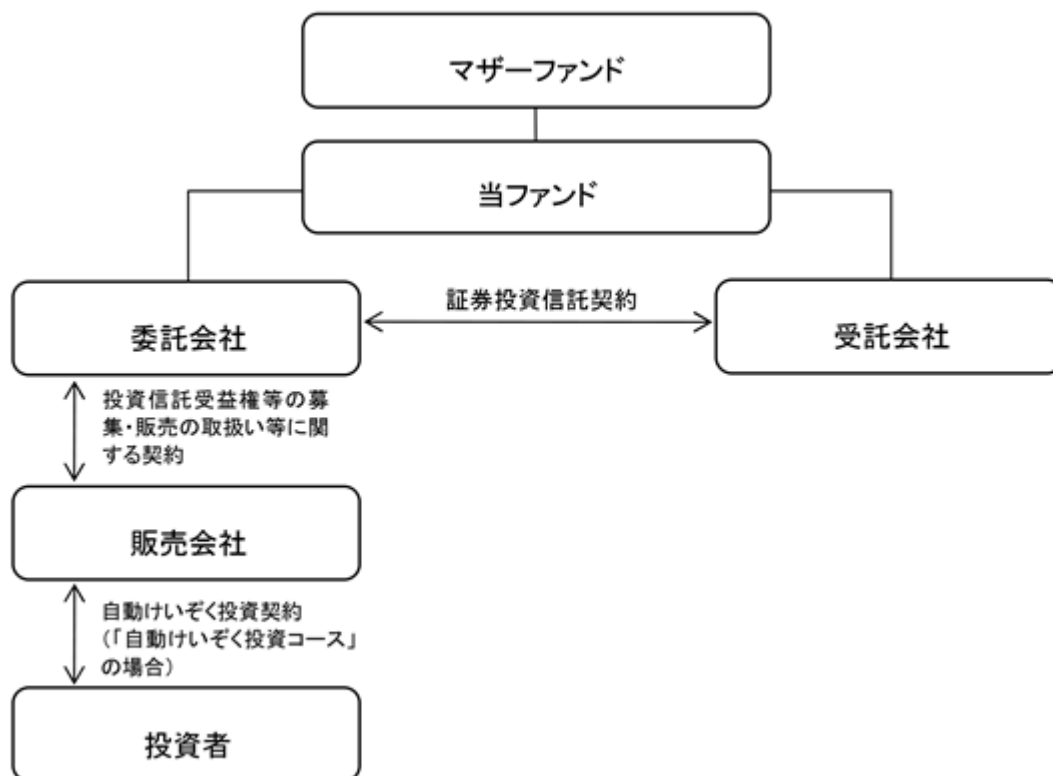 マザーファンド
当ファンド
証券投資信託契約
委託会社
受託会社
投資信託受益権等の募
集・販売の取扱い等に関
する契約
販売会社
自動けいぞく投資契約
(「自動けいぞく投資コース」
の場合)
投資者